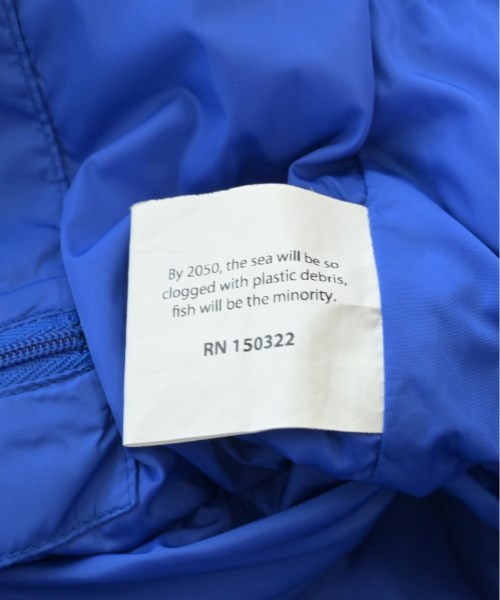 By 2050, the sea will be so
clogged with plastic debris,
fish will be the minority.
RN 150322